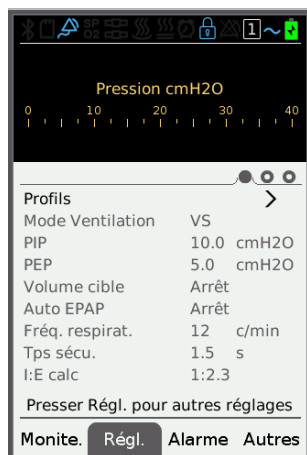 SP
O2
1
Pression cmH2O
0 10 20 30 40
Profils >
Mode Ventilation VS
PIP 10.0 cmH2O
PEP 5.0 cmH2O
Volume cible Arrêt
Auto EPAP Arrêt
Fréq. respirat. 12 c/min
Tps sécu. 1.5 s
I:E calc 1:2.3
Presser Régl. pour autres réglages
Monite. Régl. Alarme Autres